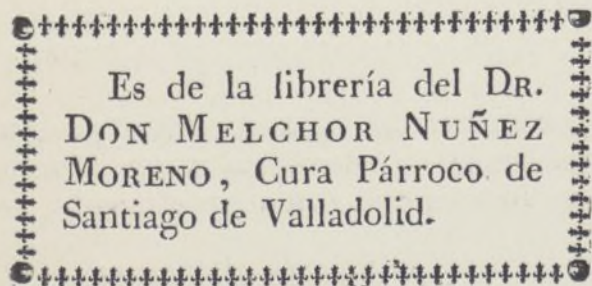 Es de la librería del DR.
DON MELCHOR NUÑEZ
MORENO, Cura Párroco de
Santiago de Valladolid.